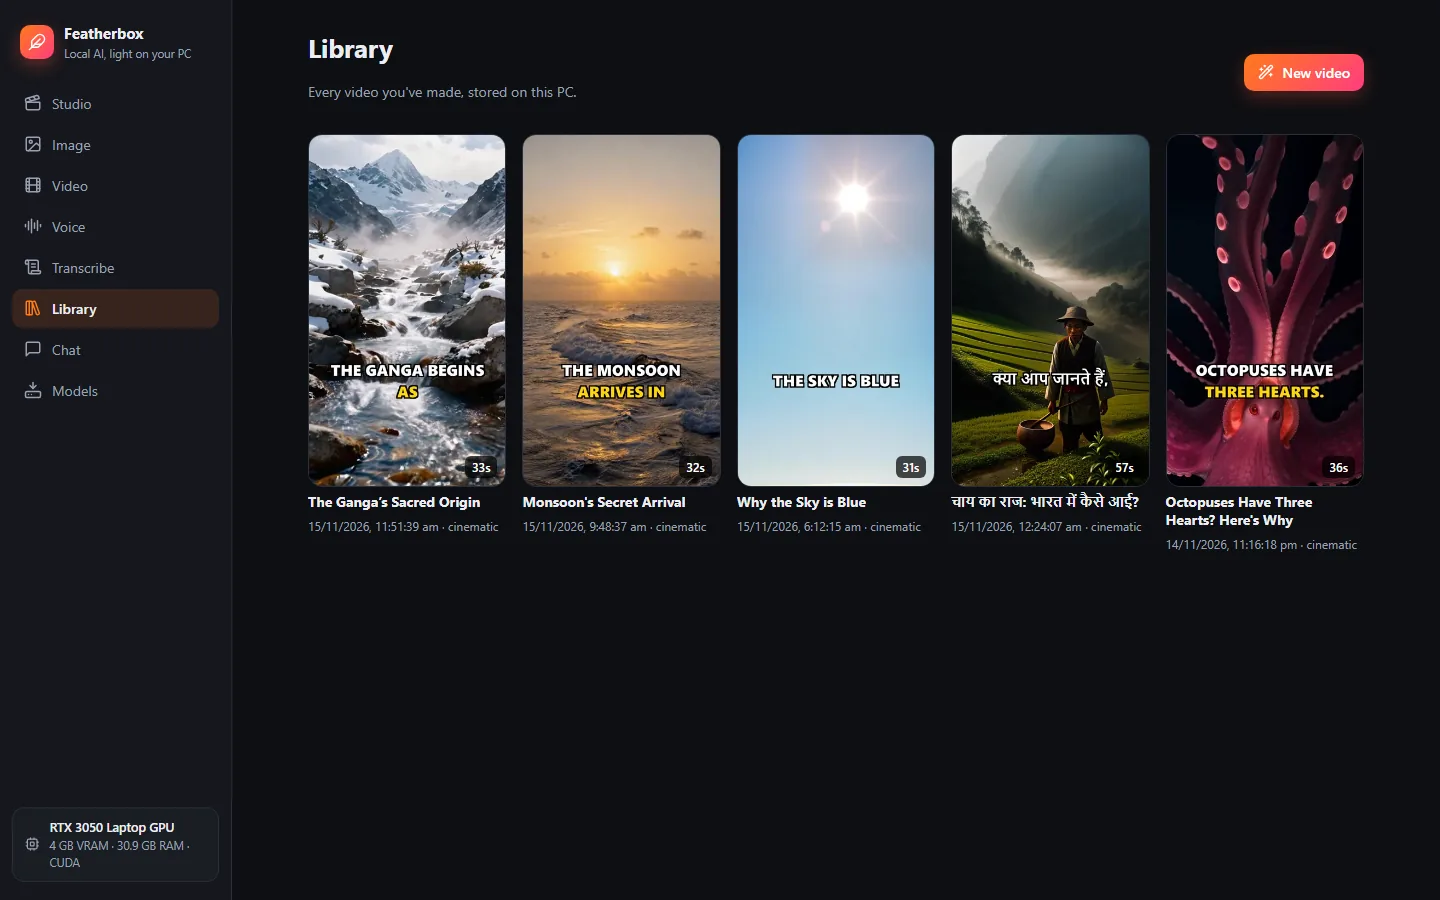 Featherbox
Local AI, light on your PC
Studio
Image
Video
Voice
Transcribe
Library
Chat
Models
RTX 3050 Laptop GPU
4 GB VRAM · 30.9 GB RAM ·
CUDA
Library
Every video you've made, stored on this PC.
New video
THE GANGA BEGINS
AS
33s
The Ganga's Sacred Origin
15/11/2026, 11:51:39 am · cinematic
THE MONSOON
ARRIVES IN
32s
Monsoon's Secret Arrival
15/11/2026, 9:48:37 am · cinematic
THE SKY IS BLUE
31s
Why the Sky is Blue
15/11/2026, 6:12:15 am · cinematic
क्या आप जानते हैं,
57s
चाय का राज: भारत में कैसे आई?
15/11/2026, 12:24:07 am · cinematic
OCTOPUSES HAVE
THREE HEARTS.
36s
Octopuses Have Three
Hearts? Here's Why
14/11/2026, 11:16:18 pm · cinematic